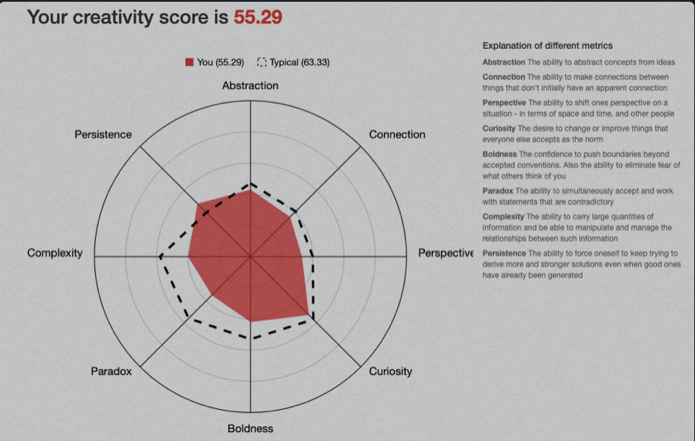 Your creativity score is 55.29
You (55.29) Typical (63.33)
Abstraction
Persistence
Connection
Complexity
Perspective
Paradox
Curiosity
Boldness
Explanation of different metrics
Abstraction The ability to abstract concepts from ideas
Connection The ability to make connections between
things that don't initially have an apparent connection
Perspective The ability to shift ones perspective on a
situation - in terms of space and time, and other people
Curiosity The desire to change or improve things that
everyone else accepts as the norm
Boldness The confidence to push boundaries beyond
accepted conventions. Also the ability to eliminate fear of
what others think of you
Paradox The ability to simultaneously accept and work
with statements that are contradictory
Complexity The ability to carry large quantities of
information and be able to manipulate and manage the
relationships between such information
Persistence The ability to force oneself to keep trying to
derive more and stronger solutions even when good ones
have already been generated